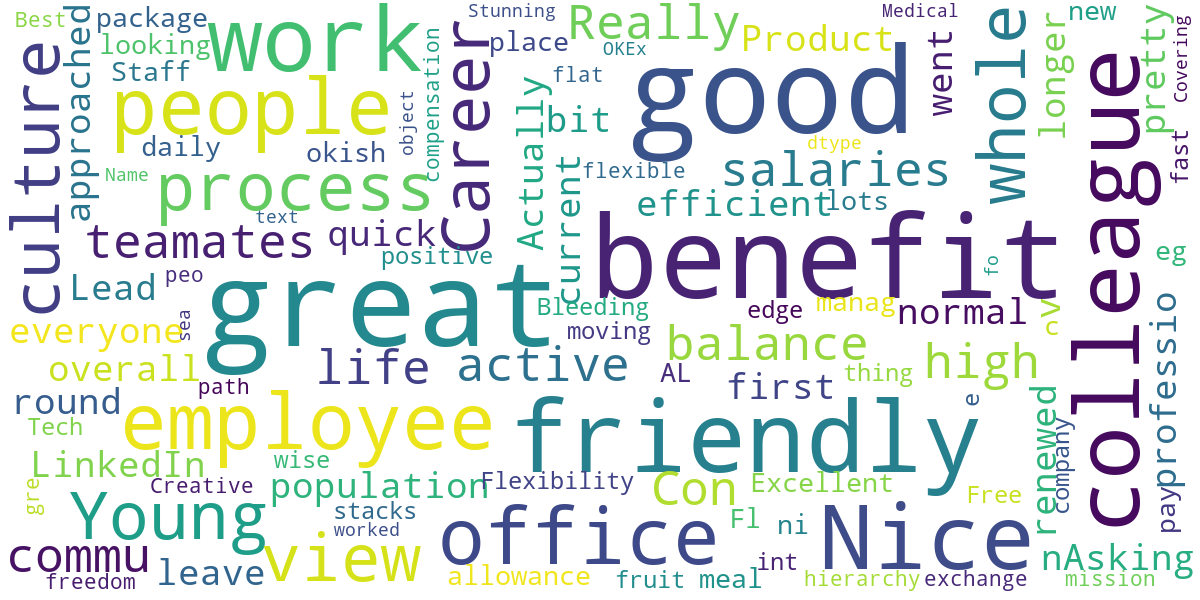 Best
package
looking
Staff
work
Stunning
place
Really
OKEx
Product
Medical
went
whole
longer
new
pretty
Covering
fast
culture
approached
people
daily
okish
object
compensation
Career
flat
bit
Actually
good
dtype
flexible
salaries
efficient
lots
colleague
Name
process
text
teamates
quick
positive
current
benefit
fo
eg
Lead
peo
sea
great
Bleeding
moving
edge
manag
normal
cv
c
everyone
overall
path
life
active
AL
balance
first
thing
high
professio
round
Tech
employee
friendly
e
renewed
company
LinkedIn
wise
Creative
population
Flexibility
Con
Excellent
Free
pay
gre
Young
stacks
worked
office
Fl
ni
Nice
nAsking
commu
freedom
leave
view
allowance
fruit
meal
int
hierarchy
exchange
mission